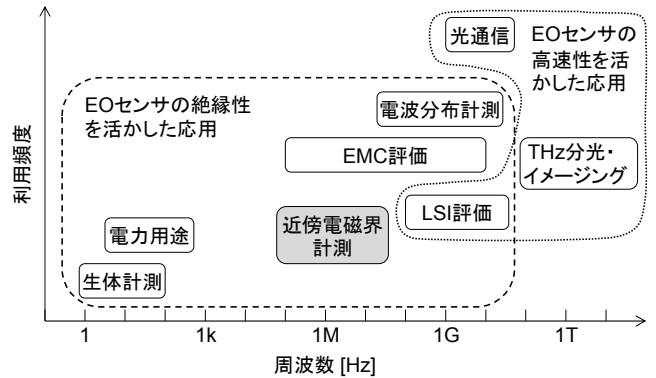 光通信
EOセンサの
高速性を活
かした応用
EOセンサの絶縁性
を活かした応用
電波分布計測
EMC評価
THz分光・
イメージング
LSI評価
近傍電磁界
計測
電力用途
生体計測
利用頻度
1 1k 1M 1G 1T
周波数 [Hz]